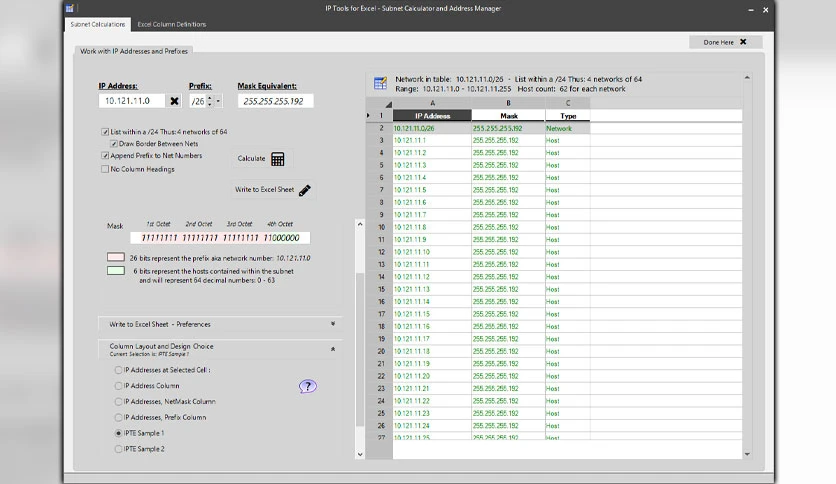 IP Tools for Excel - Subnet Calculator and Address Manager
Subnet Calculations Excel Column Definitions
Done Here
Work with IP Addresses and Prefixes
IP Address: Prefix: Mask Equivalent:
10.121.11.0 /26 255.255.255.192
List within a /24 Thus: 4 networks of 64
Draw Border Between Nets
Append Prefix to Net Numbers
No Column Headings
Calculate
Write to Excel Sheet
1st Octet 2nd Octet 3rd Octet 4th Octet
Mask 11111111 11111111 11111111 11000000
26 bits represent the prefix aka network number: 10.121.11.0
6 bits represent the hosts contained within the subnet
and will represent 64 decimal numbers: 0 - 63
Write to Excel Sheet - Preferences
Column Layout and Design Choice
Current Selection is: IPTE Sample 1
IP Addresses at Selected Cell :
IP Address Column
IP Addresses, NetMask Column
IP Addresses, Prefix Column
IPTE Sample 1
IPTE Sample 2
?
Network in table: 10.121.11.0/26 - List within a /24 Thus: 4 networks of 64
Range: 10.121.11.0 - 10.121.11.255 Host count: 62 for each network
A B C
1 IP Address Mask Type
2 10.121.11.0/26 255.255.255.192 Network
3 10.121.11.1 255.255.255.192 Host
4 10.121.11.2 255.255.255.192 Host
5 10.121.11.3 255.255.255.192 Host
6 10.121.11.4 255.255.255.192 Host
7 10.121.11.5 255.255.255.192 Host
8 10.121.11.6 255.255.255.192 Host
9 10.121.11.7 255.255.255.192 Host
10 10.121.11.8 255.255.255.192 Host
11 10.121.11.9 255.255.255.192 Host
12 10.121.11.10 255.255.255.192 Host
13 10.121.11.11 255.255.255.192 Host
14 10.121.11.12 255.255.255.192 Host
15 10.121.11.13 255.255.255.192 Host
16 10.121.11.14 255.255.255.192 Host
17 10.121.11.15 255.255.255.192 Host
18 10.121.11.16 255.255.255.192 Host
19 10.121.11.17 255.255.255.192 Host
20 10.121.11.18 255.255.255.192 Host
21 10.121.11.19 255.255.255.192 Host
22 10.121.11.20 255.255.255.192 Host
23 10.121.11.21 255.255.255.192 Host
24 10.121.11.22 255.255.255.192 Host
25 10.121.11.23 255.255.255.192 Host
26 10.121.11.24 255.255.255.192 Host
27 10.121.11.25 255.255.255.192 Host